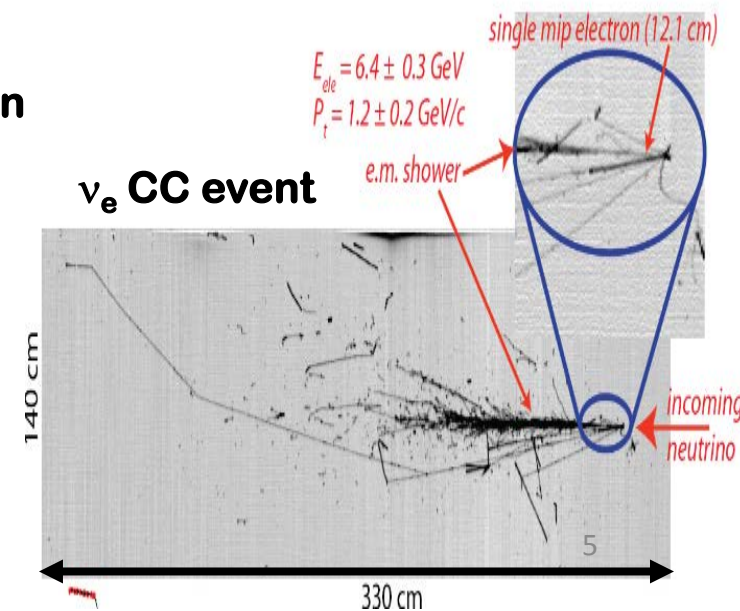 single mip electron (12.1 cm)
E_ele = 6.4 ± 0.3 GeV
P_t = 1.2 ± 0.2 GeV/c
n
e.m. shower
ν_e CC event
140 cm
incoming
neutrino
5
330 cm